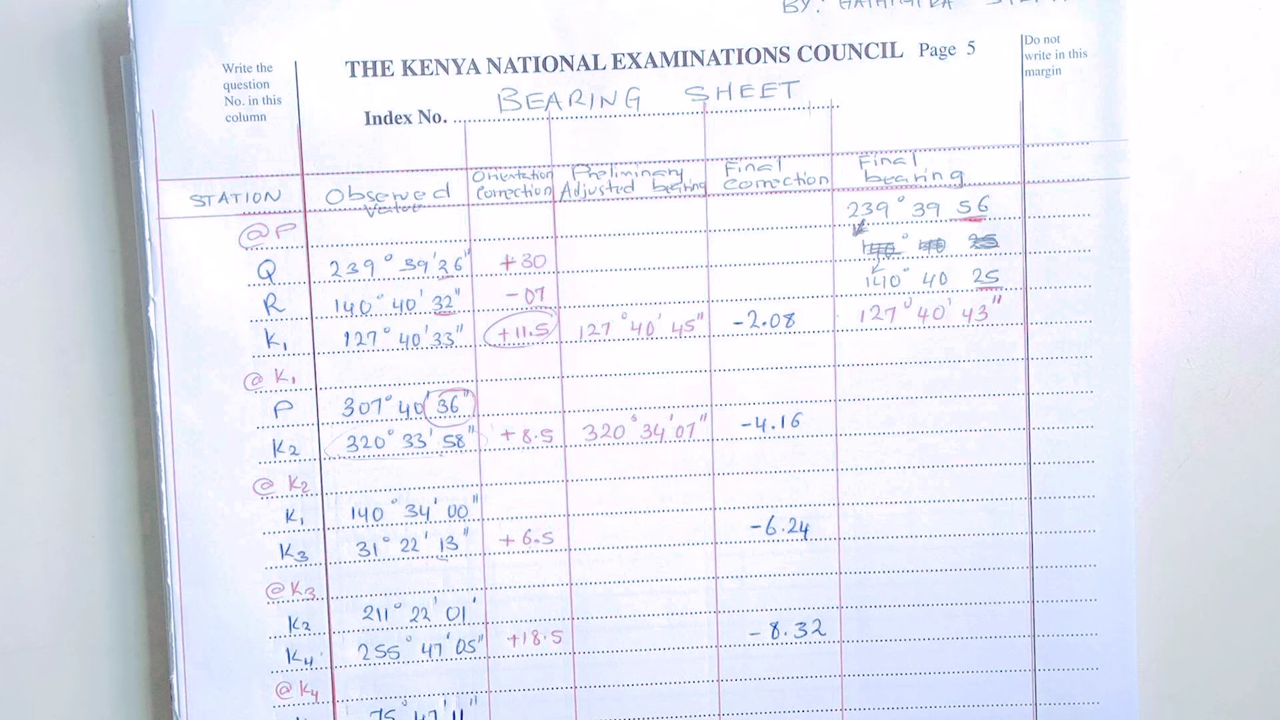 BY:
Write the
question
No. in this
column
THE KENYA NATIONAL EXAMINATIONS COUNCIL Page 5
Do not
write in this
margin
Index No. BEARING SHEET
STATION Observed Value Orientation Correction Preliminary Adjusted bearing Final Correction Final bearing
@P 239° 39 56
Q 239° 39' 26" +30
R 140° 40' 32" -07 140° 40 25
K1 127° 40' 33" +11.5 127° 40' 45" -2.08 127° 40' 43"
@ K1
P 307° 40' 36"
K2 320° 33' 58" +8.5 320° 34' 07" -4.16
@ K2
K1 140° 34' 00"
K3 31° 22' 13" +6.5 -6.24
@K3
K2 211° 22' 01'
K4 255° 47' 05" +18.5 -8.32
@K4